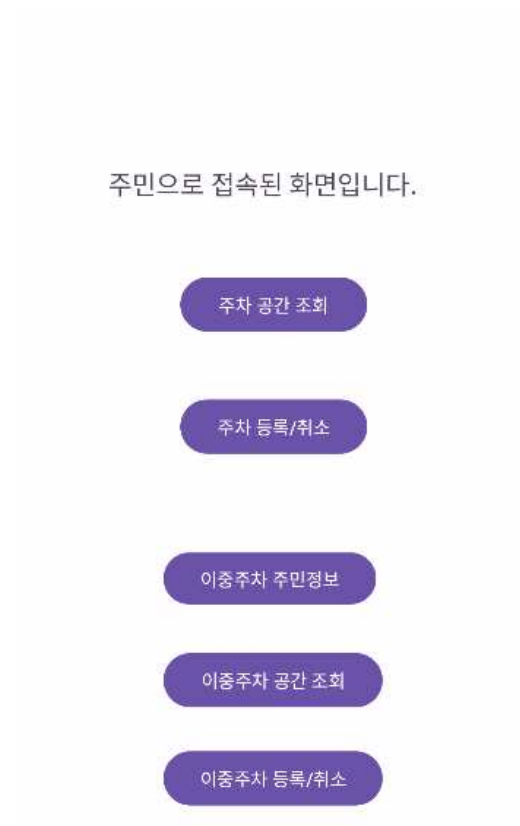 주민으로 접속된 화면입니다.
주차 공간 조회
주차 등록/취소
이중주차 주민정보
이중주차 공간 조회
이중주차 등록/취소